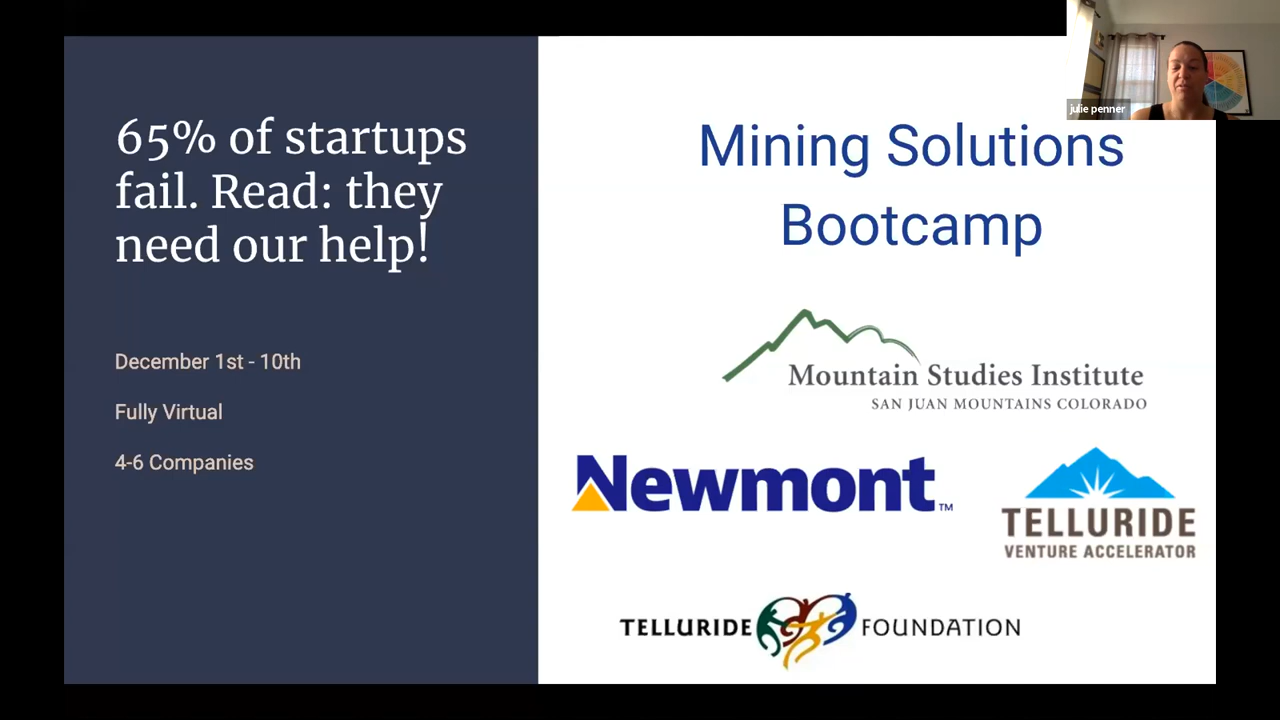 65% of startups
fail. Read: they
need our help!
December 1st - 10th
Fully Virtual
4-6 Companies
Mining Solutions
Bootcamp
Mountain Studies Institute
SAN JUAN MOUNTAINS COLORADO
Newmont™
TELLURIDE
VENTURE ACCELERATOR
TELLURIDE FOUNDATION
julie penner